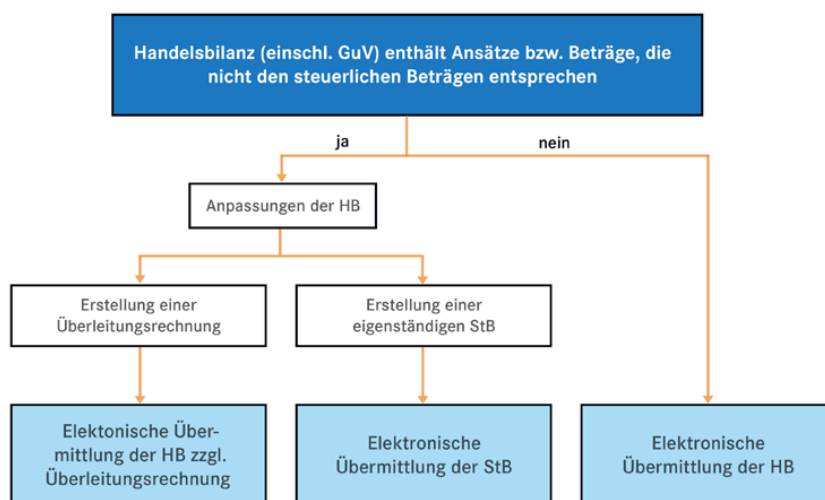 Handelsbilanz (einschl. GuV) enthält Ansätze bzw. Beträge, die
nicht den steuerlichen Beträgen entsprechen
ja
nein
Anpassungen der HB
Erstellung einer
Überleitungsrechnung
Erstellung einer
eigenständigen StB
Elektonische Über-
mittlung der HB zzgl.
Überleitungsrechnung
Elektronische
Übermittlung der StB
Elektronische
Übermittlung der HB